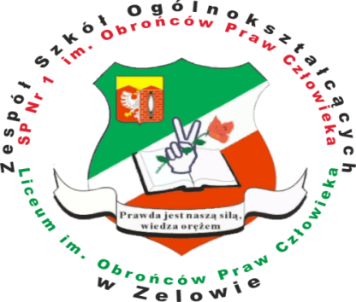 Zespół Szkół Ogólnokształcących
SP Nr 1 im. Obrońców Praw Człowieka
Prawda jest naszą siłą,
wiedza orężem
Liceum im. Obrońców Praw Człowieka
w Zelowie